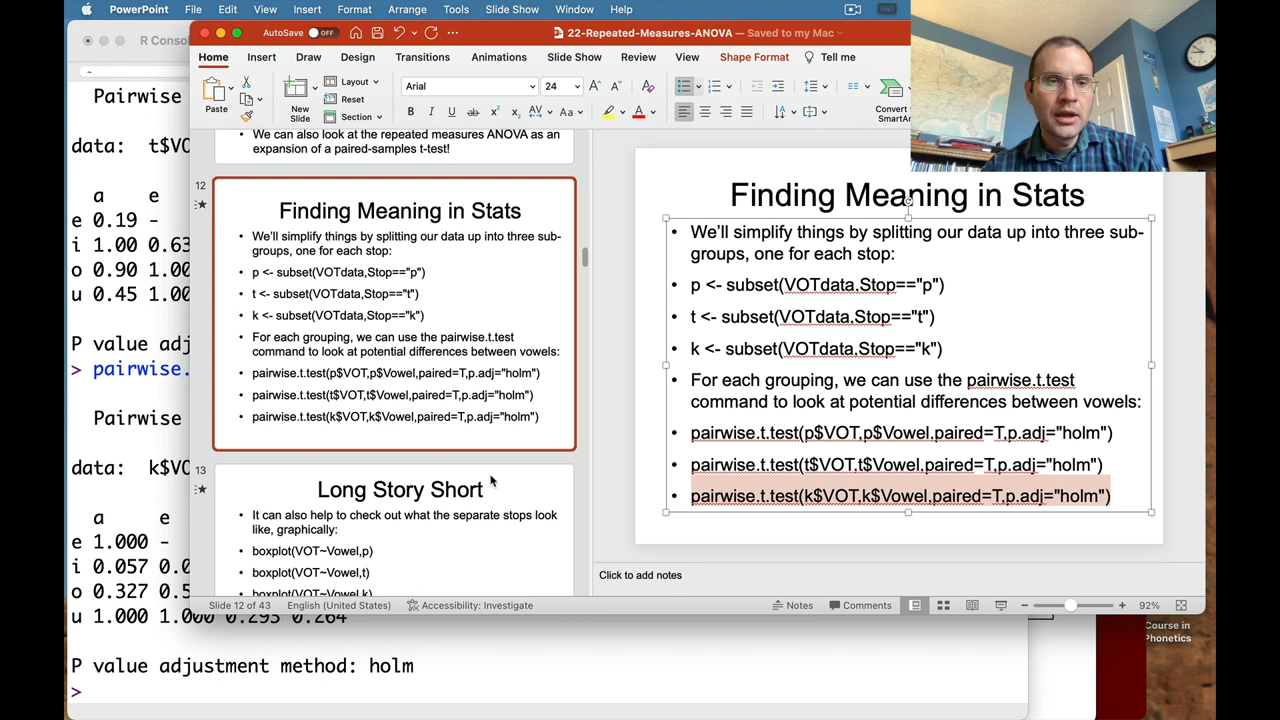 PowerPoint File Edit View Insert Format Arrange Tools Slide Show Window Help
R Conso
AutoSave OFF
22-Repeated-Measures-ANOVA — Saved to my Mac
Home Insert Draw Design Transitions Animations Slide Show Review View Shape Format Tell me
Paste
New Slide
Layout
Reset
Section
Arial
24
Convert
SmartAr
~
Pairwise
data: t$VO
a e
e 0.19 -
i 1.00 0.63
o 0.90 1.00
u 0.45 1.00
P value adj
> pairwise.
Pairwise
data: k$VO
a e
e 1.000 -
i 0.057 0.0
o 0.327 0.5
u 1.000 1.000 0.293 0.264
P value adjustment method: holm
>
We can also look at the repeated measures ANOVA as an
expansion of a paired-samples t-test!
12
Finding Meaning in Stats
• We'll simplify things by splitting our data up into three sub-
groups, one for each stop:
• p <- subset(VOTdata,Stop=="p")
• t <- subset(VOTdata,Stop=="t")
• k <- subset(VOTdata,Stop=="k")
• For each grouping, we can use the pairwise.t.test
command to look at potential differences between vowels:
• pairwise.t.test(p$VOT,p$Vowel,paired=T,p.adj="holm")
• pairwise.t.test(t$VOT,t$Vowel,paired=T,p.adj="holm")
• pairwise.t.test(k$VOT,k$Vowel,paired=T,p.adj="holm")
13
Long Story Short
• It can also help to check out what the separate stops look
like, graphically:
• boxplot(VOT~Vowel,p)
• boxplot(VOT~Vowel,t)
• boxplot(VOT~Vowel,k)
Finding Meaning in Stats
• We'll simplify things by splitting our data up into three sub-
groups, one for each stop:
• p <- subset(VOTdata,Stop=="p")
• t <- subset(VOTdata,Stop=="t")
• k <- subset(VOTdata,Stop=="k")
• For each grouping, we can use the pairwise.t.test
command to look at potential differences between vowels:
• pairwise.t.test(p$VOT,p$Vowel,paired=T,p.adj="holm")
• pairwise.t.test(t$VOT,t$Vowel,paired=T,p.adj="holm")
• pairwise.t.test(k$VOT,k$Vowel,paired=T,p.adj="holm")
Click to add notes
Slide 12 of 43 English (United States) Accessibility: Investigate Notes Comments 92%
Course in
Phonetics